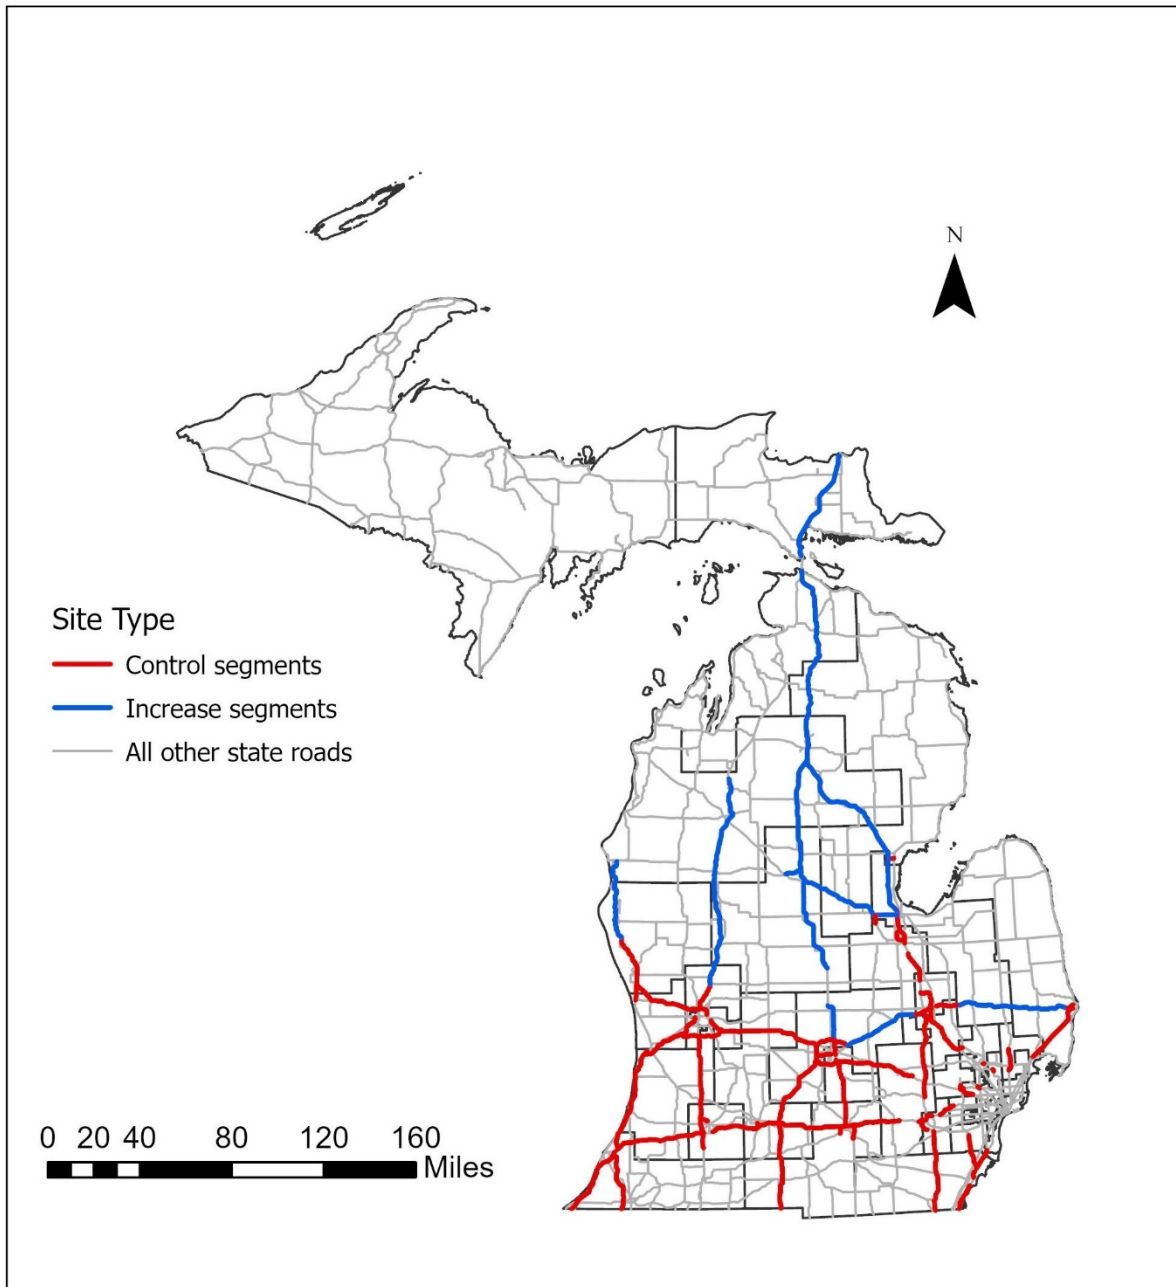 N
Site Type
Control segments
Increase segments
All other state roads
0 20 40 80 120 160
Miles